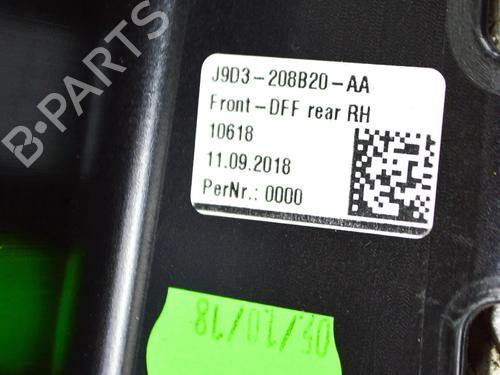 J9D3-208B20-AA
Front-DFF rear RH
10618
11.09.2018
PerNr.: 0000
05/10/18
B-PARTS